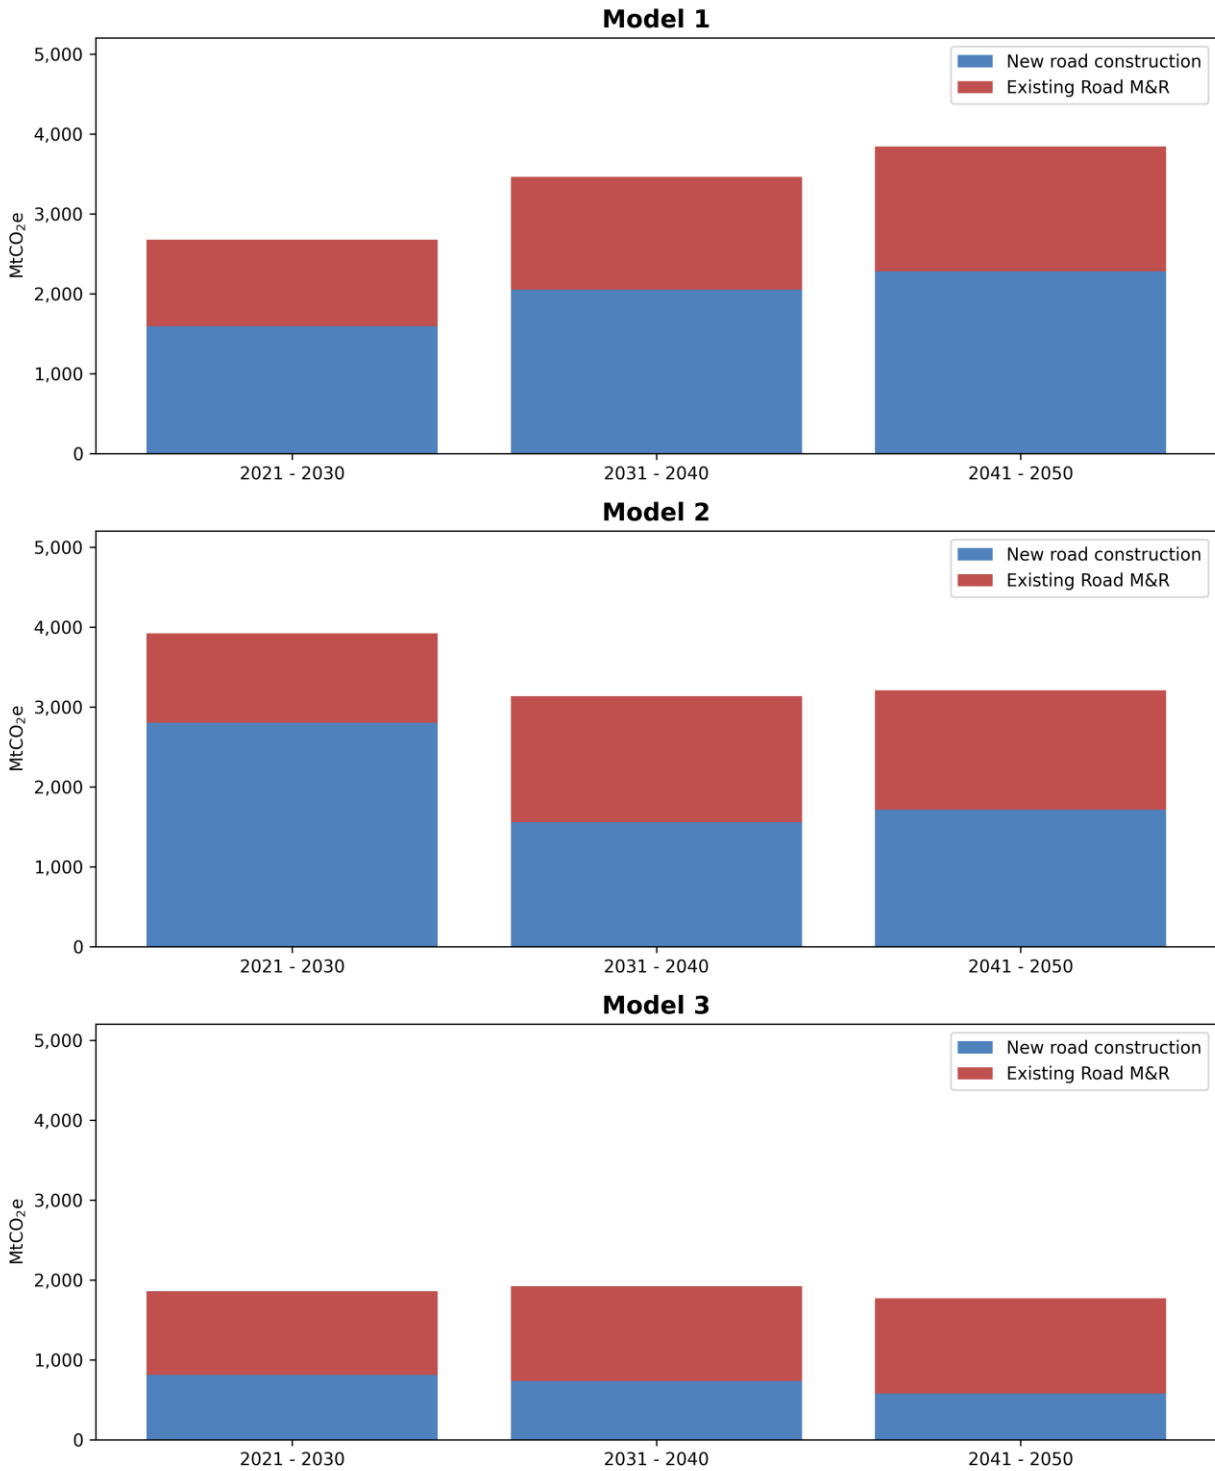 Model 1
5,000
4,000
3,000
2,000
1,000
0
MtCO₂e
New road construction
Existing Road M&R
2021 - 2030
2031 - 2040
2041 - 2050
Model 2
5,000
4,000
3,000
2,000
1,000
0
MtCO₂e
New road construction
Existing Road M&R
2021 - 2030
2031 - 2040
2041 - 2050
Model 3
5,000
4,000
3,000
2,000
1,000
0
MtCO₂e
New road construction
Existing Road M&R
2021 - 2030
2031 - 2040
2041 - 2050